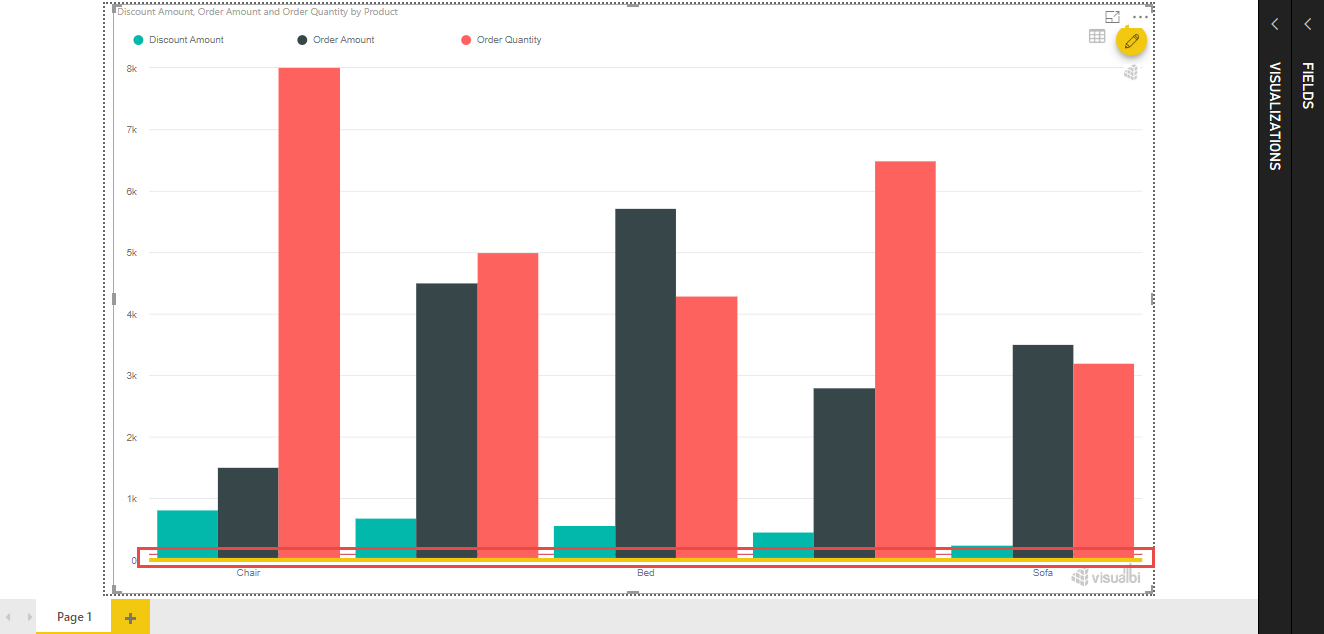 Discount Amount, Order Amount and Order Quantity by Product
Discount Amount
Order Amount
Order Quantity
8k
7k
6k
5k
4k
3k
2k
1k
0
Chair
Bed
Sofa
visualbi
VISUALIZATIONS
FIELDS
Page 1